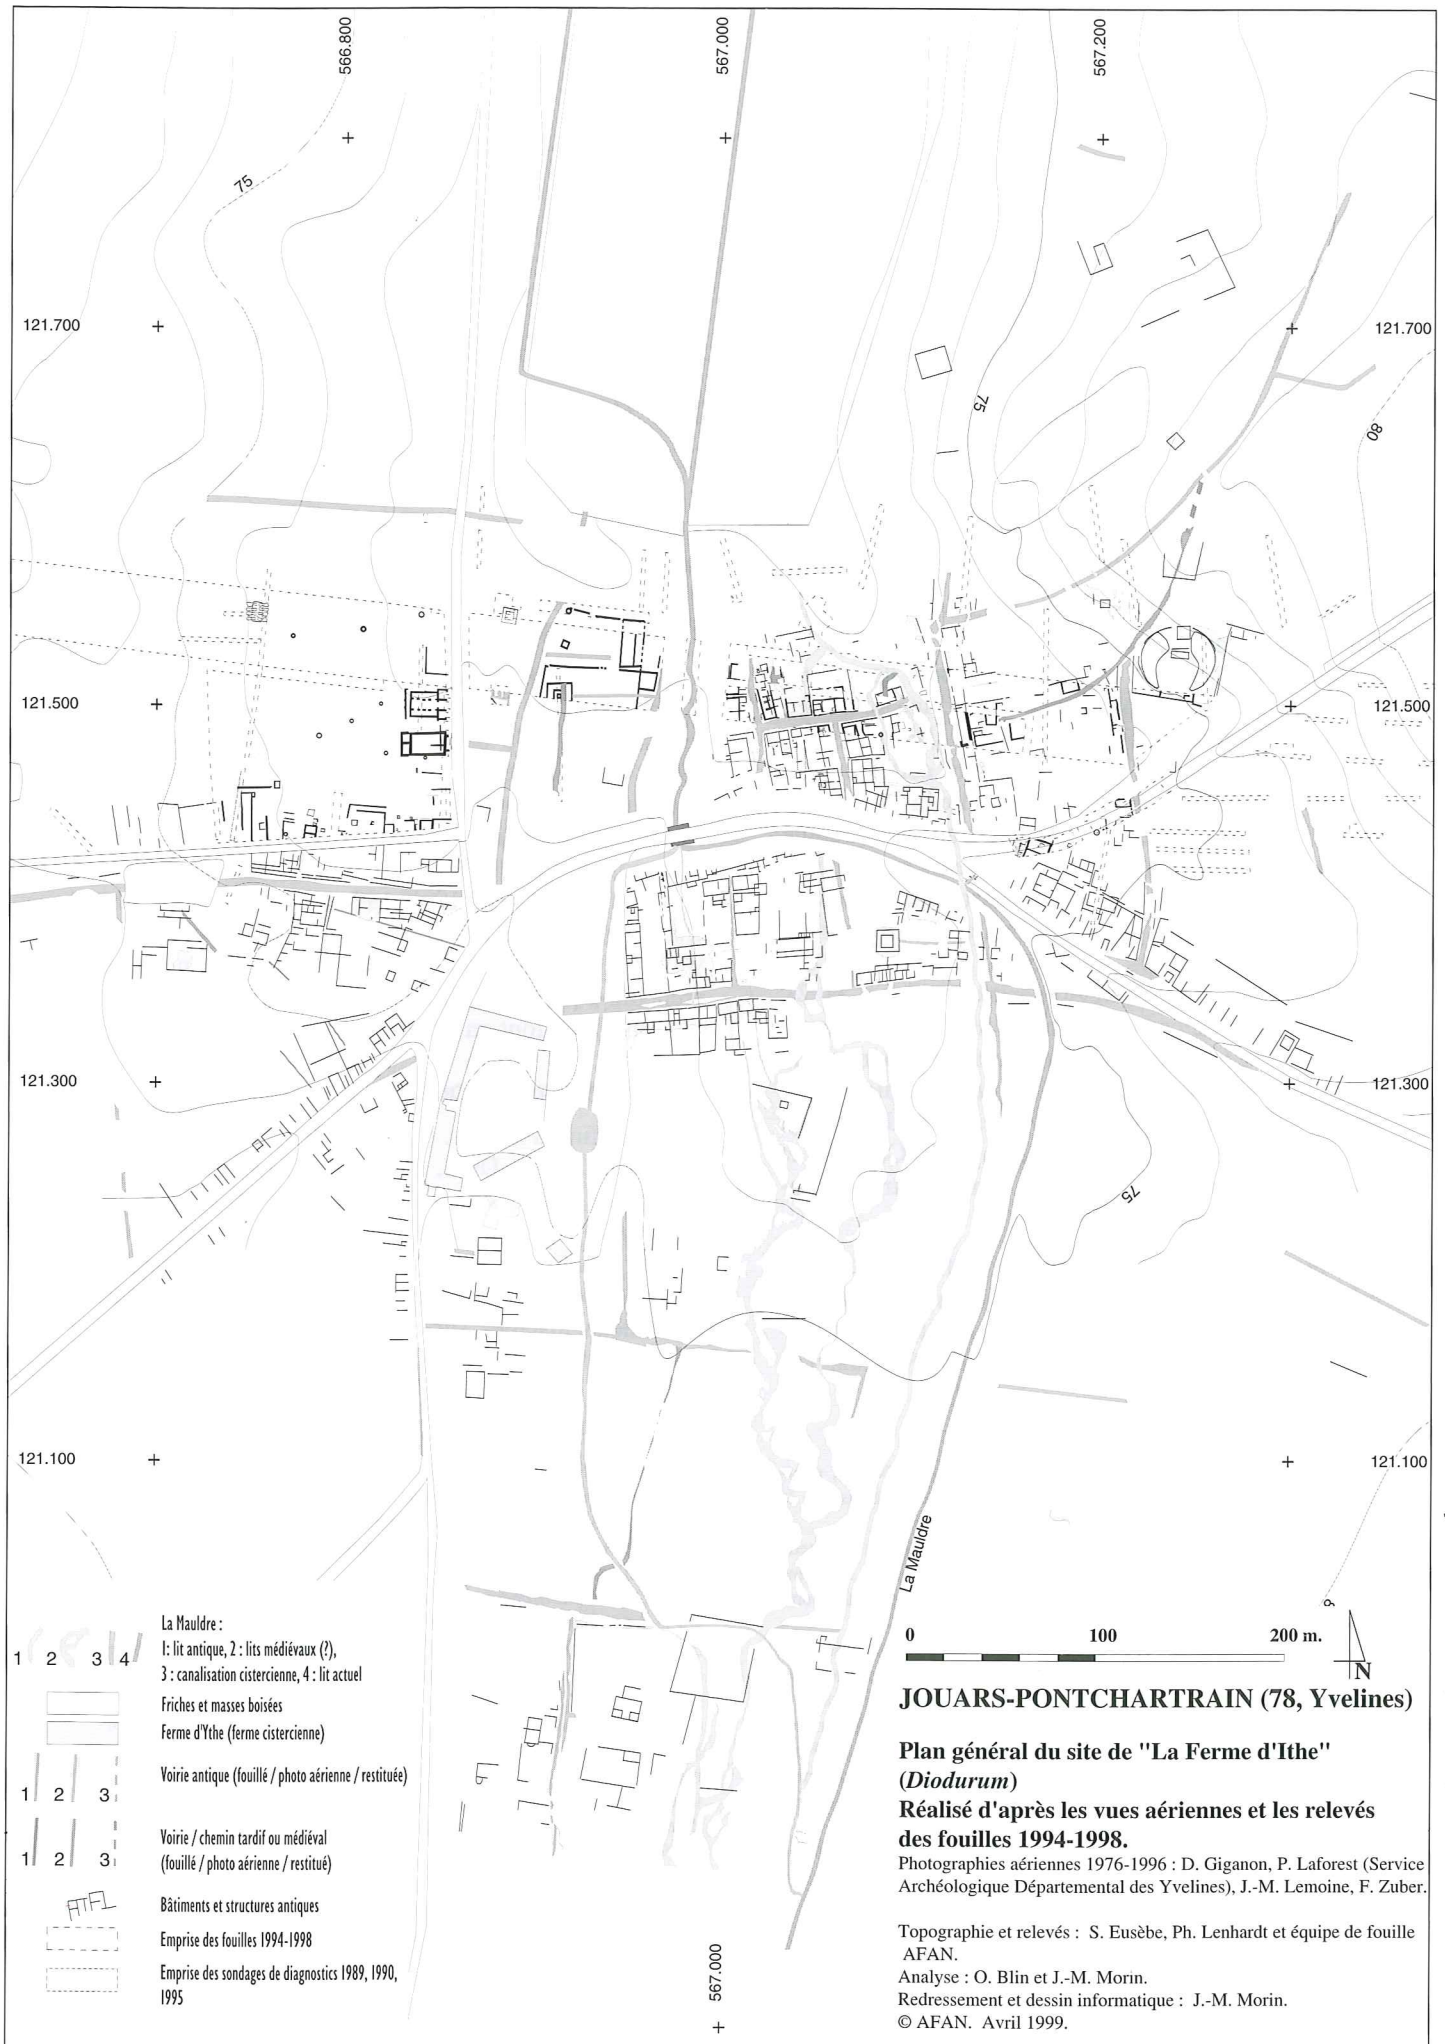 566.800
567.000
567.200
75
121.700
121.700
75
80
121.500
121.500
121.300
121.300
75
121.100
121.100
La Mauldre
La Mauldre :
1 2 3 4
1: lit antique, 2 : lits médiévaux (?),
3 : canalisation cistercienne, 4 : lit actuel
Friches et masses boisées
Ferme d'Ythe (ferme cistercienne)
Voirie antique (fouillé / photo aérienne / restituée)
1 2 3
Voirie / chemin tardif ou médiéval
1 2 3
(fouillé / photo aérienne / restitué)
Bâtiments et structures antiques
Emprise des fouilles 1994-1998
Emprise des sondages de diagnostics 1989, 1990,
1995
567.000
0 100 200 m.
N
JOUARS-PONTCHARTRAIN (78, Yvelines)
Plan général du site de "La Ferme d'Ithe"
(Diodurum)
Réalisé d'après les vues aériennes et les relevés
des fouilles 1994-1998.
Photographies aériennes 1976-1996 : D. Giganon, P. Laforest (Service
Archéologique Départemental des Yvelines), J.-M. Lemoine, F. Zuber.
Topographie et relevés : S. Eusèbe, Ph. Lenhardt et équipe de fouille
AFAN.
Analyse : O. Blin et J.-M. Morin.
Redressement et dessin informatique : J.-M. Morin.
© AFAN. Avril 1999.